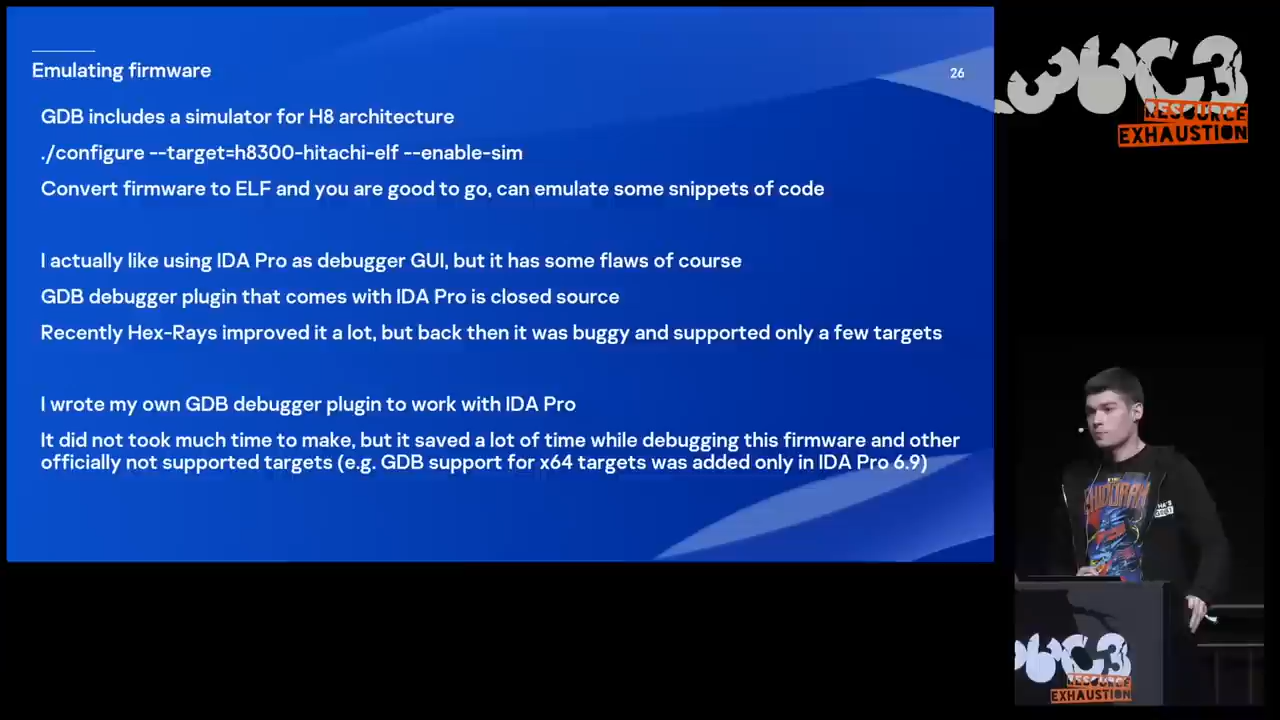 Emulating firmware
26
GDB includes a simulator for H8 architecture
./configure --target=h8300-hitachi-elf --enable-sim
Convert firmware to ELF and you are good to go, can emulate some snippets of code
I actually like using IDA Pro as debugger GUI, but it has some flaws of course
GDB debugger plugin that comes with IDA Pro is closed source
Recently Hex-Rays improved it a lot, but back then it was buggy and supported only a few targets
I wrote my own GDB debugger plugin to work with IDA Pro
It did not took much time to make, but it saved a lot of time while debugging this firmware and other
officially not supported targets (e.g. GDB support for x64 targets was added only in IDA Pro 6.9)
36C3
RESOURCE
EXHAUSTION
36C3
RESOURCE
EXHAUSTION